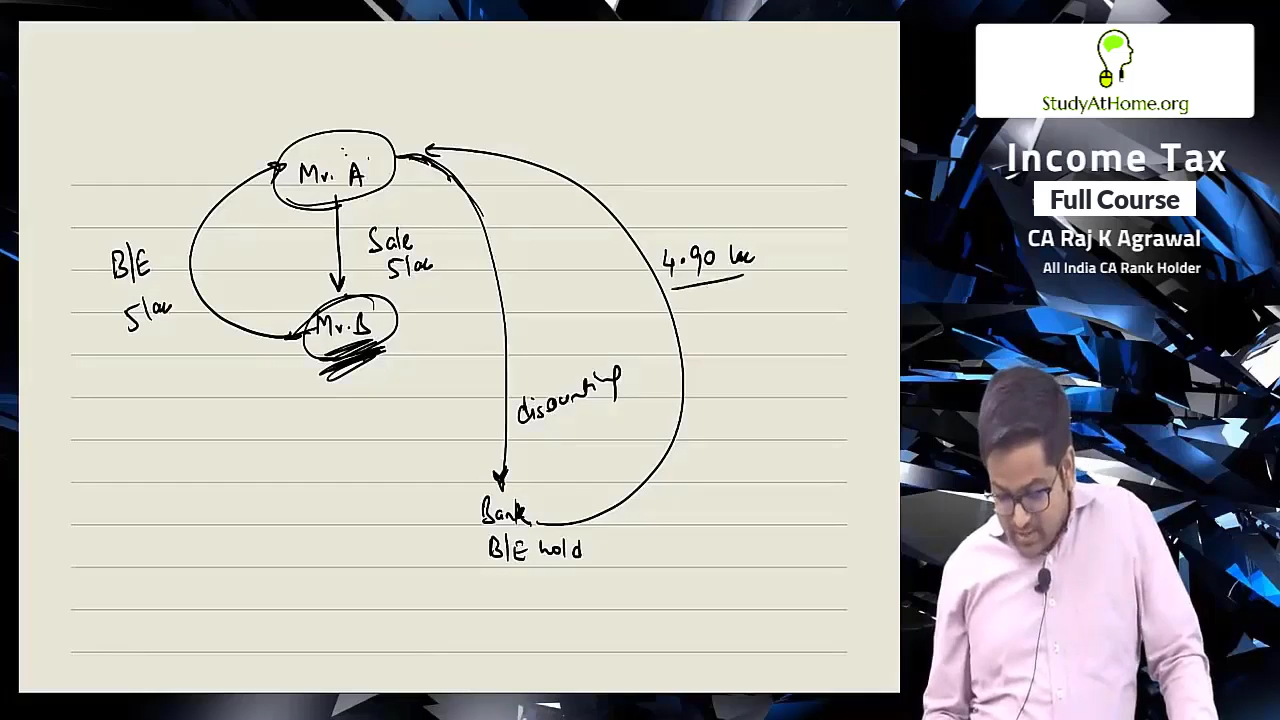 Mr. A
Sale
5 lac
B/E
5 lac
Mr. B
4.90 lac
discounting
Bank
B/E hold
StudyAtHome.org
Income Tax
Full Course
CA Raj K Agrawal
All India CA Rank Holder